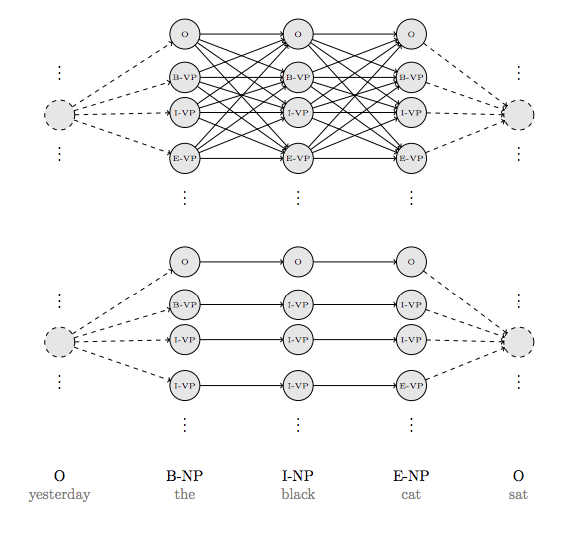 O O O
B-VP B-VP B-VP
I-VP I-VP I-VP
E-VP E-VP E-VP
O O O
B-VP I-VP I-VP
I-VP I-VP I-VP
I-VP I-VP E-VP
O B-NP I-NP E-NP O
yesterday the black cat sat